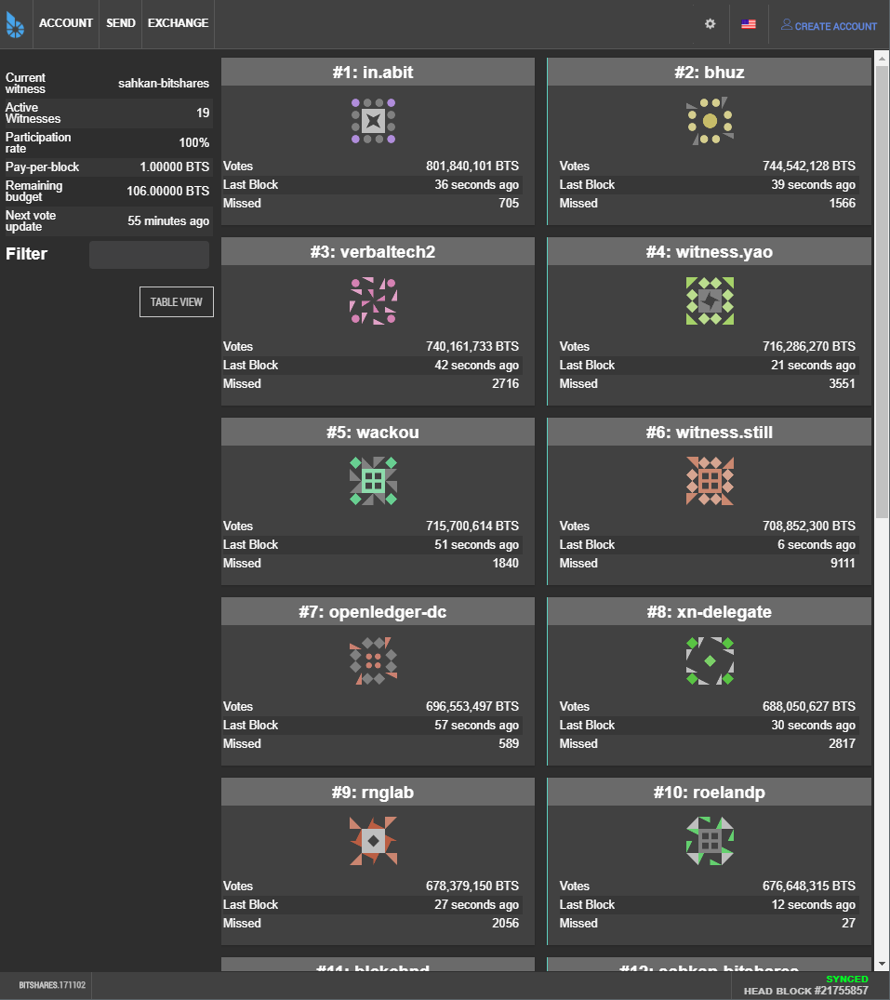 ACCOUNT SEND EXCHANGE CREATE ACCOUNT
Current
witness sahkan-bitshares
Active
Witnesses 19
Participation
rate 100%
Pay-per-block 1.00000 BTS
Remaining
budget 106.00000 BTS
Next vote
update 55 minutes ago
Filter
TABLE VIEW
#1: in.abit
Votes 801,840,101 BTS
Last Block 36 seconds ago
Missed 705
#2: bhuz
Votes 744,542,128 BTS
Last Block 39 seconds ago
Missed 1566
#3: verbaltech2
Votes 740,161,733 BTS
Last Block 42 seconds ago
Missed 2716
#4: witness.yao
Votes 716,286,270 BTS
Last Block 21 seconds ago
Missed 3551
#5: wackou
Votes 715,700,614 BTS
Last Block 51 seconds ago
Missed 1840
#6: witness.still
Votes 708,852,300 BTS
Last Block 6 seconds ago
Missed 9111
#7: openledger-dc
Votes 696,553,497 BTS
Last Block 57 seconds ago
Missed 589
#8: xn-delegate
Votes 688,050,627 BTS
Last Block 30 seconds ago
Missed 2817
#9: rnglab
Votes 678,379,150 BTS
Last Block 27 seconds ago
Missed 2056
#10: roelandp
Votes 676,648,315 BTS
Last Block 12 seconds ago
Missed 27
#11: blckchnd
#12: sahkan-bitshares
BITSHARES.171102
SYNCED
HEAD BLOCK #21755857